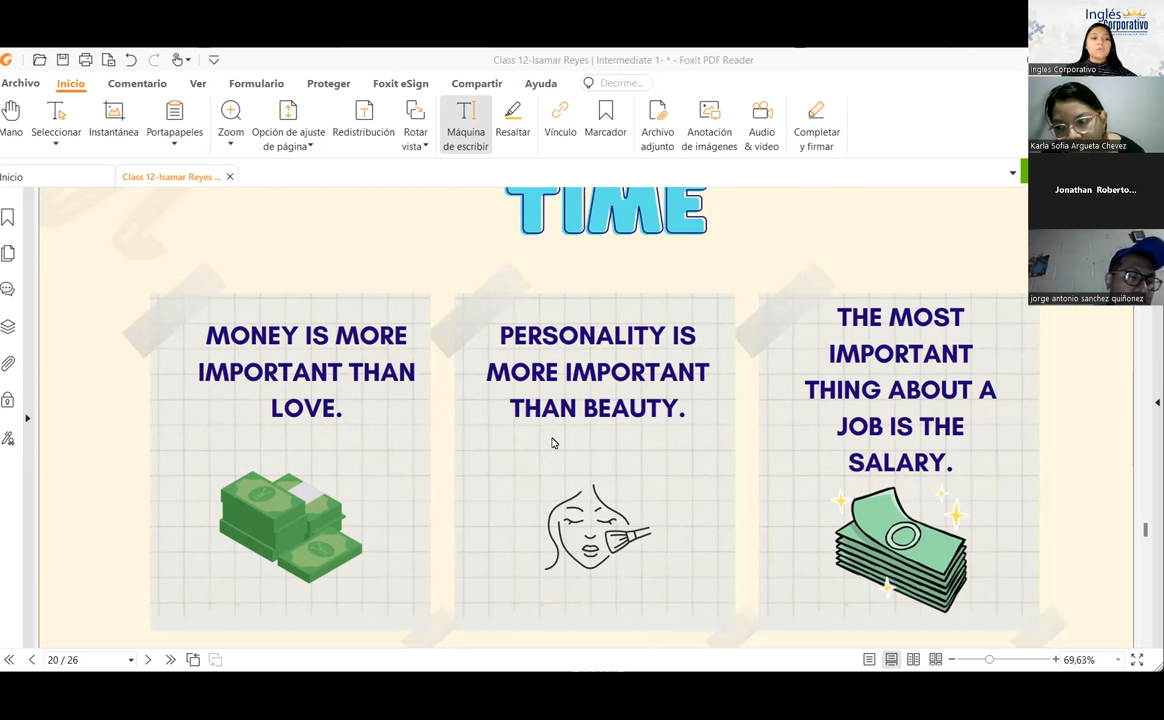 Class 12-Isamar Reyes | Intermediate 1- * - Foxit PDF Reader
Archivo Inicio Comentario Ver Formulario Proteger Foxit eSign Compartir Ayuda Decirme...
Mano Seleccionar Instantánea Portapapeles Zoom Opción de ajuste de página Redistribución Rotar vista Máquina de escribir Resaltar Vínculo Marcador Archivo adjunto Anotación de imágenes Audio & video Completar y firmar
Inicio Class 12-Isamar Reyes ...
TIME
MONEY IS MORE
IMPORTANT THAN
LOVE.
PERSONALITY IS
MORE IMPORTANT
THAN BEAUTY.
THE MOST
IMPORTANT
THING ABOUT A
JOB IS THE
SALARY.
20 / 26
69,63%
Inglés
Corporativo
Ingles Corporativo
Karla Sofia Argueta Chevez
Jonathan Roberto...
jorge antonio sanchez quiñonez